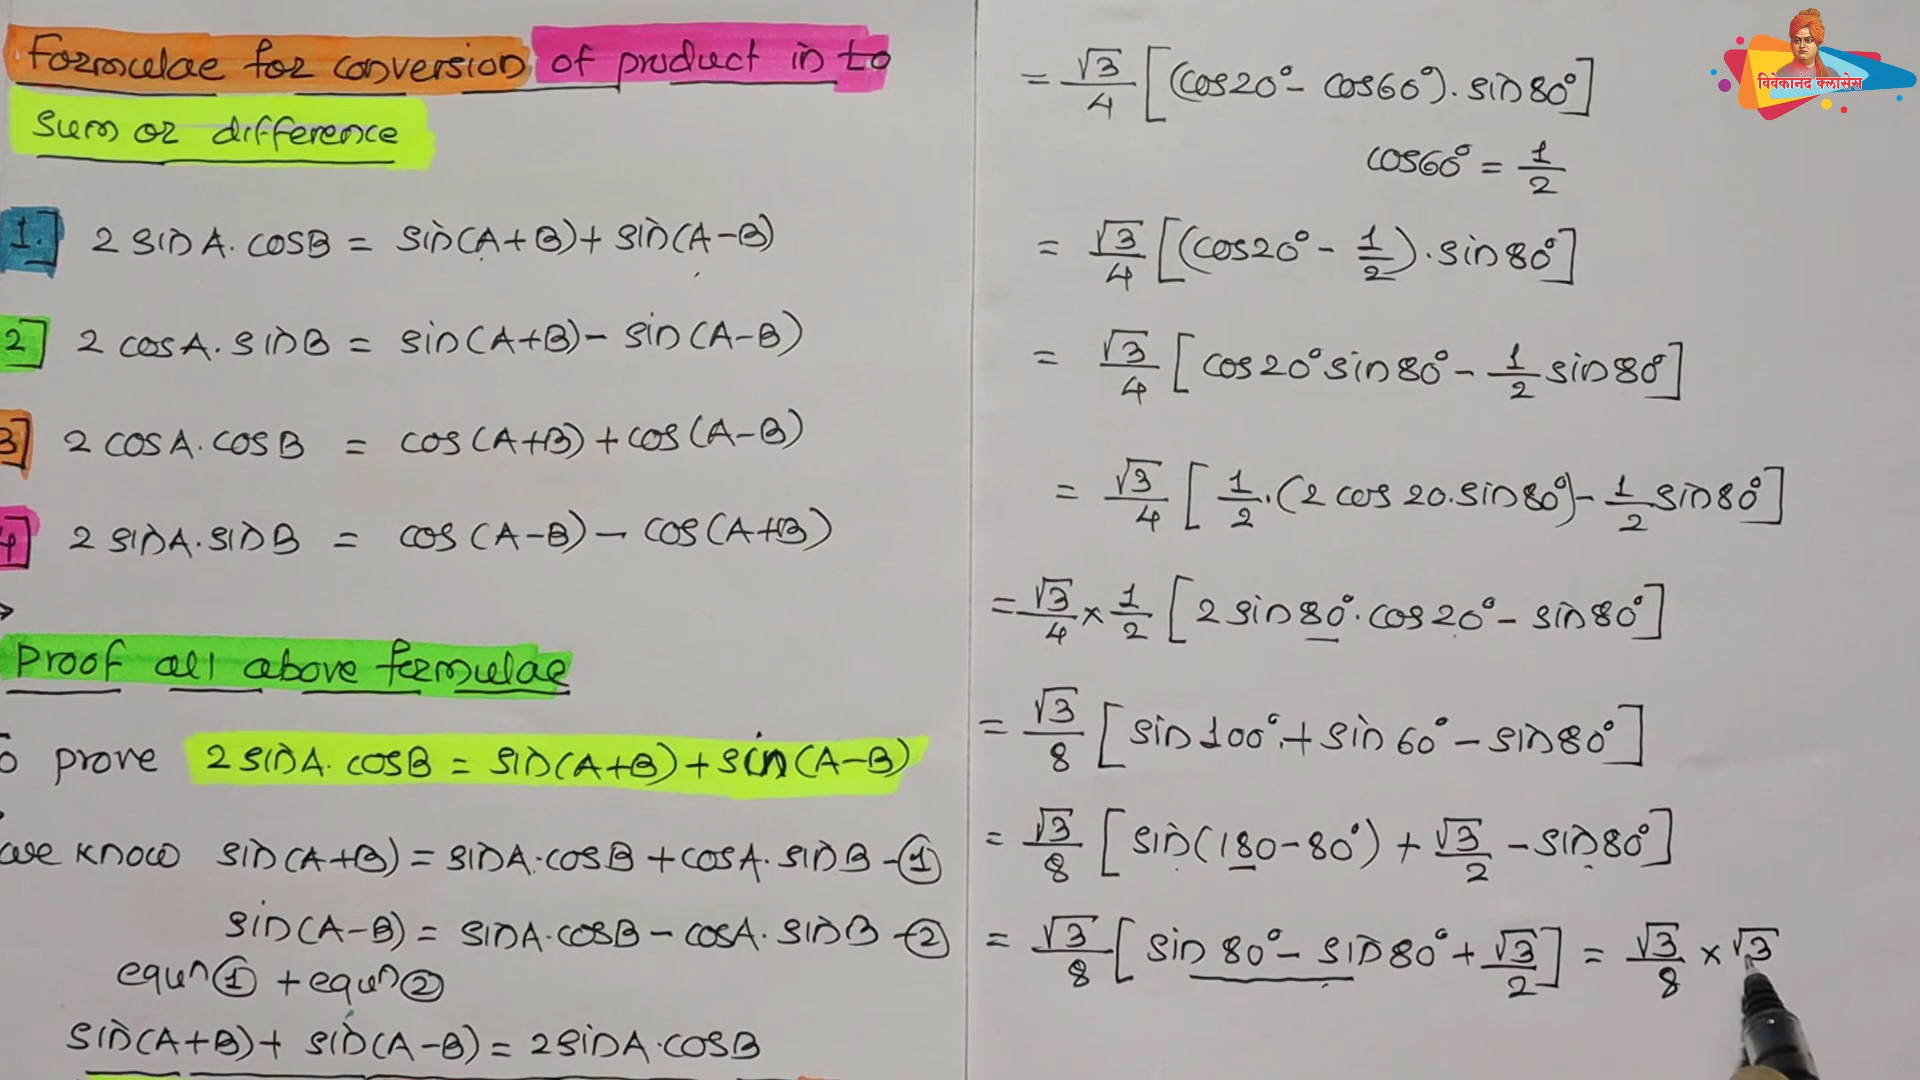 Formulae for conversion of product in to
sum or difference
1. 2 sin A. cosB = sin(A+B)+ sin(A-B)
2] 2 cosA. sinB = sin(A+B)- sin(A-B)
3] 2 cosA. cosB = cos(A+B)+cos(A-B)
4] 2 sinA. sinB = cos(A-B)- cos(A+B)
→
Proof all above formulae
To prove 2 sinA. cosB = sin(A+B)+sin(A-B)
we know sin(A+B)= sinA·cosB+cosA. sinB -①
sin(A-B)= sinA·cosB-cosA. sinB -②
equn① +equn②
sin(A+B)+ sin(A-B)= 2sinA·cosB
= √3/4 [(cos20°- cos60°). sin80°]
cos60° = 1/2
= √3/4 [(cos20° - 1/2).sin80°]
= √3/4 [cos20°sin80° - 1/2 sin80°]
= √3/4 [1/2.(2 cos 20.sin80°)- 1/2 sin80°]
= √3/4 × 1/2 [2 sin80°.cos20° - sin80°]
= √3/8 [sin100°+ sin60° - sin80°]
= √3/8 [sin(180-80°) + √3/2 - sin80°]
= √3/8 [sin80° - sin80° + √3/2] = √3/8 × √3
विवेकानंद क्लासेस